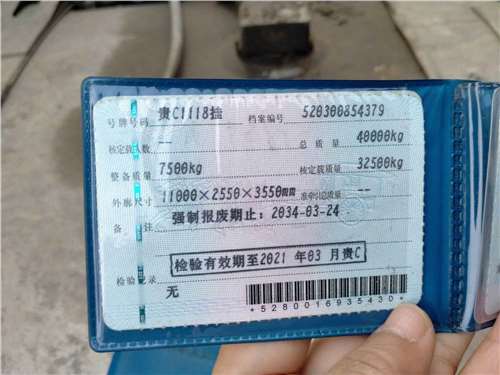 号牌号码 贵C1118挂 档案编号 520300854379
核定载人数 -- 总质量 40000kg
整备质量 7500kg 核定载质量 32500kg
外廓尺寸 11000×2550×3550mm 准牵引总质量 --
备注 强制报废期止：2034-03-24
检验有效期至2021 年03 月贵C
检验记录 无
*5280016935430*